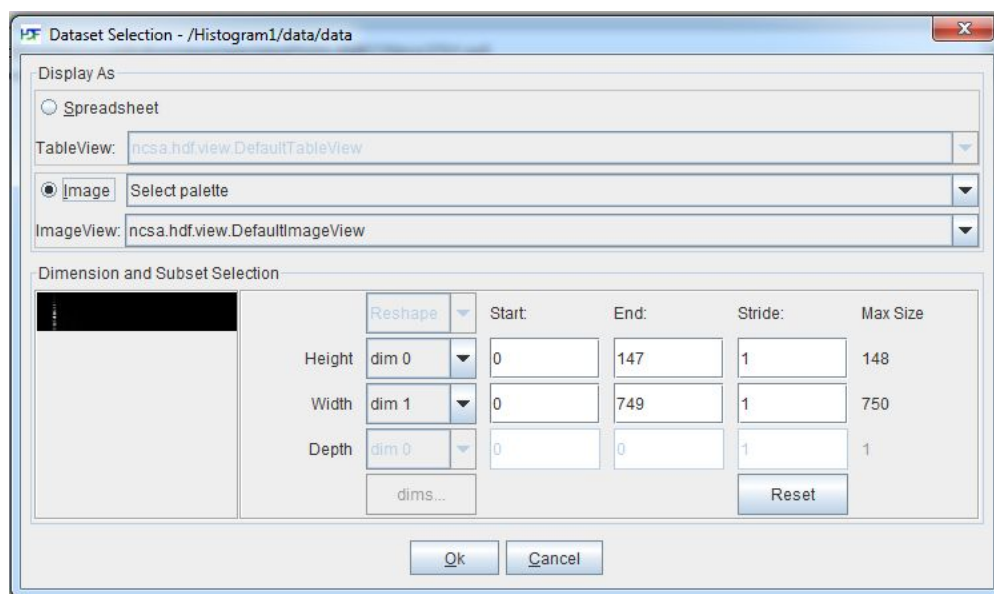 HDF Dataset Selection - /Histogram1/data/data
Display As
Spreadsheet
TableView: ncsa.hdf.view.DefaultTableView
Image Select palette
ImageView: ncsa.hdf.view.DefaultImageView
Dimension and Subset Selection
Reshape Start: End: Stride: Max Size
Height dim 0 0 147 1 148
Width dim 1 0 749 1 750
Depth dim 0 0 0 1 1
dims... Reset
Ok Cancel